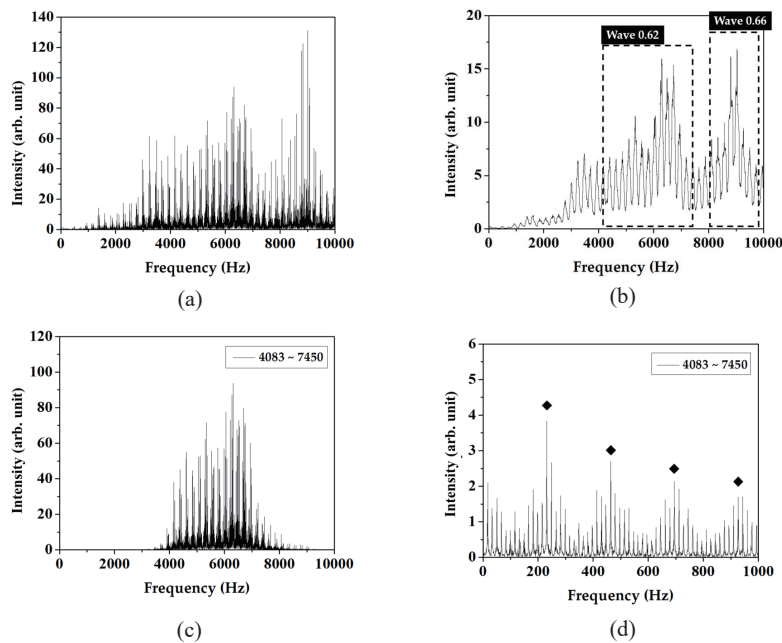 140
120
100
80
60
40
20
0
Intensity (arb. unit)
0 2000 4000 6000 8000 10000
Frequency (Hz)
(a)
20
15
10
5
0
Intensity (arb. unit)
Wave 0.62
Wave 0.66
0 2000 4000 6000 8000 10000
Frequency (Hz)
(b)
120
100
80
60
40
20
0
Intensity (arb. unit)
4083 ~ 7450
0 2000 4000 6000 8000 10000
Frequency (Hz)
(c)
6
5
4
3
2
1
0
Intensity (arb. unit)
4083 ~ 7450
0 200 400 600 800 1000
Frequency (Hz)
(d)